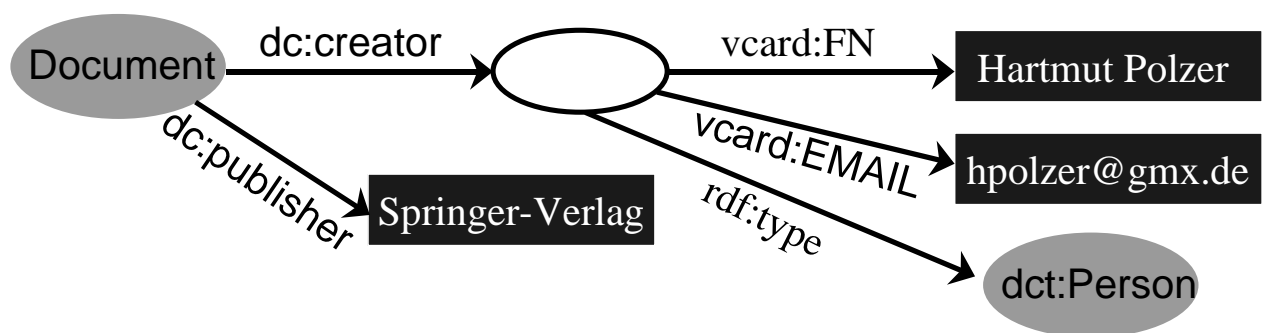 Document
dc:creator
vcard:FN
Hartmut Polzer
dc:publisher
vcard:EMAIL
hpolzer@gmx.de
Springer-Verlag
rdf:type
dct:Person